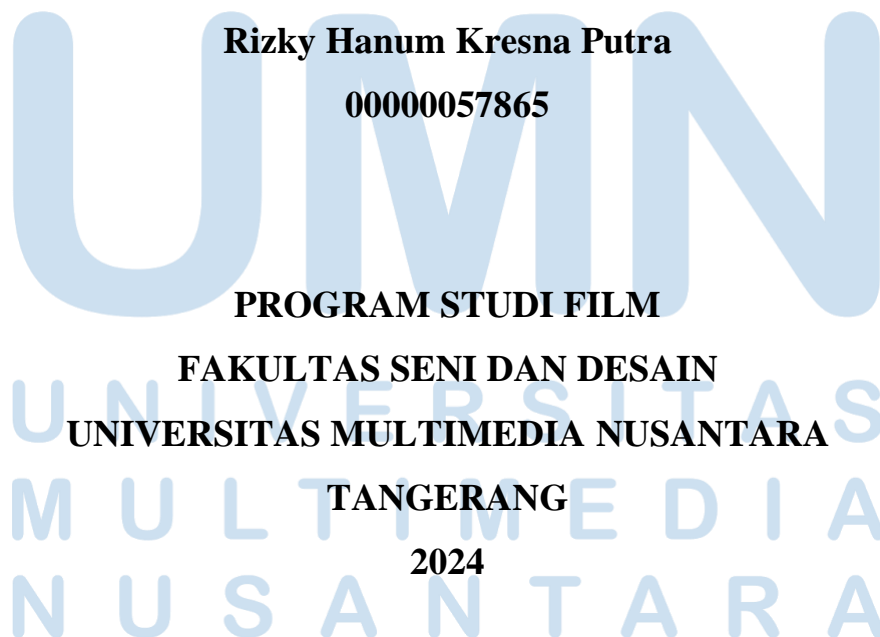 Rizky Hanum Kresna Putra
00000057865
UMN
PROGRAM STUDI FILM
FAKULTAS SENI DAN DESAIN
UNIVERSITAS
UNIVERSITAS MULTIMEDIA NUSANTARA
MULTIMEDIA
TANGERANG
2024
NUSANTARA